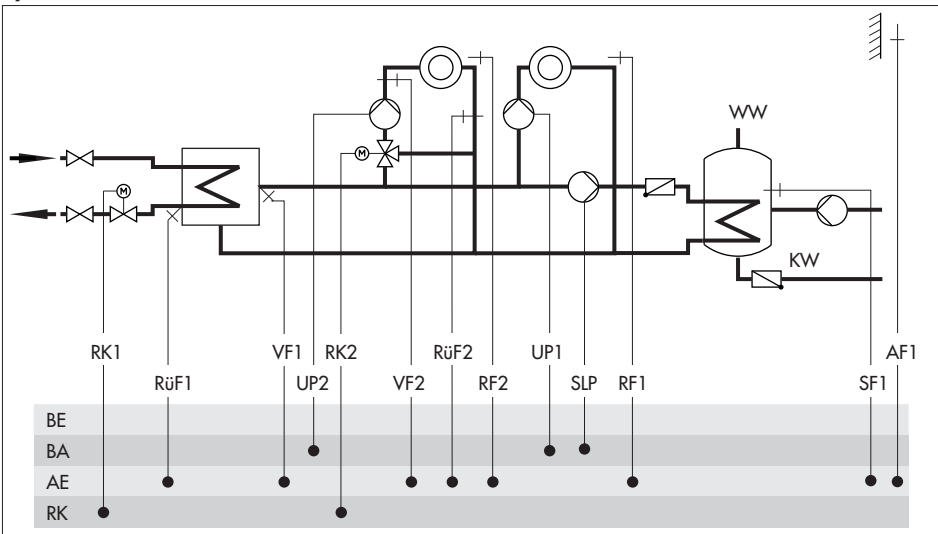 WW
M
M
KW
RK1 VF1 RK2 RüF2 UP1 AF1
RüF1 UP2 VF2 RF2 SLP RF1 SF1
BE
BA
AE
RK